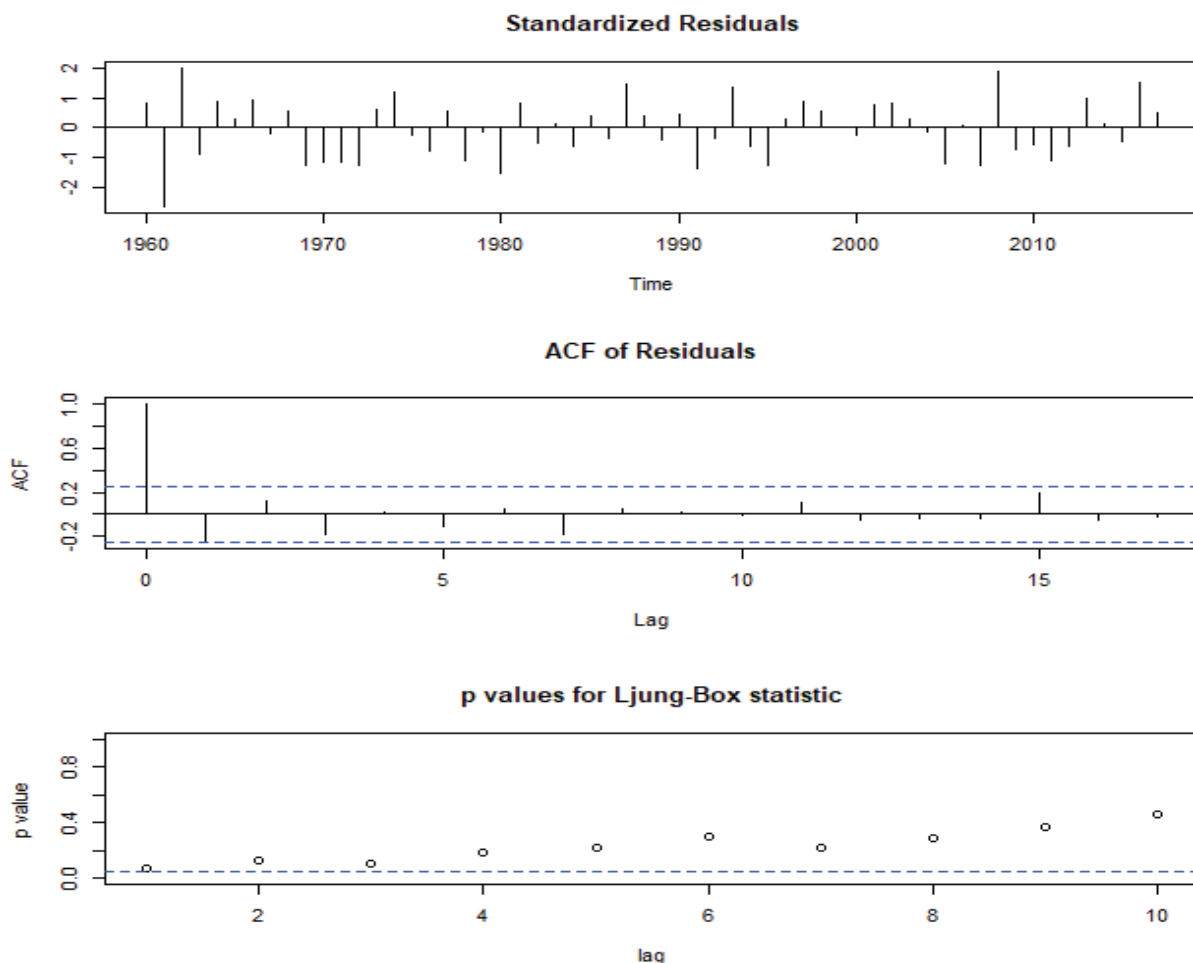 Standardized Residuals
2
1
0
-1
-2
1960 1970 1980 1990 2000 2010
Time
ACF of Residuals
ACF
1.0
0.6
0.2
-0.2
0 5 10 15
Lag
p values for Ljung-Box statistic
p value
0.8
0.4
0.0
2 4 6 8 10
lag